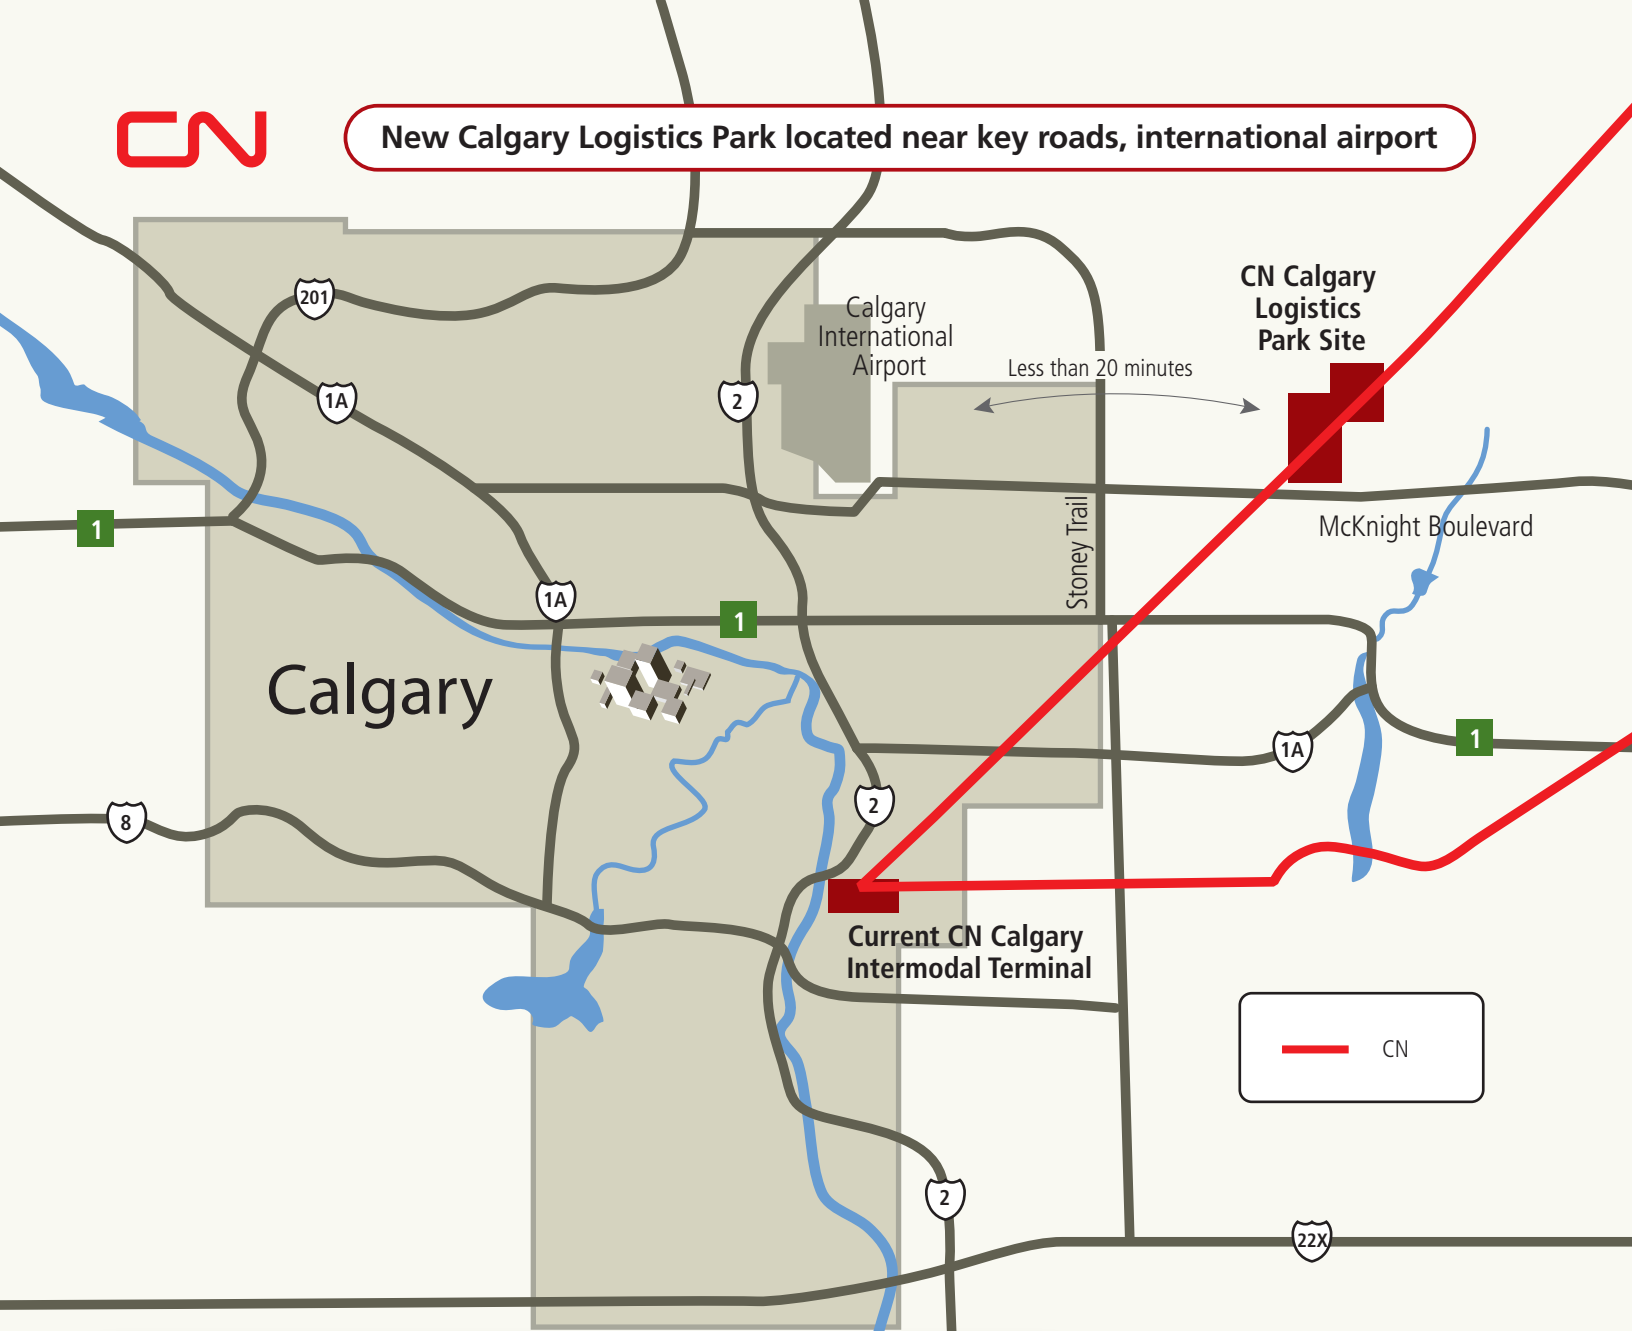 CN
New Calgary Logistics Park located near key roads, international airport
201
1A
2
Calgary
International
Airport
Less than 20 minutes
CN Calgary
Logistics
Park Site
1
McKnight Boulevard
Stoney Trail
1A
1
Calgary
1A
1
8
2
Current CN Calgary
Intermodal Terminal
CN
2
22X